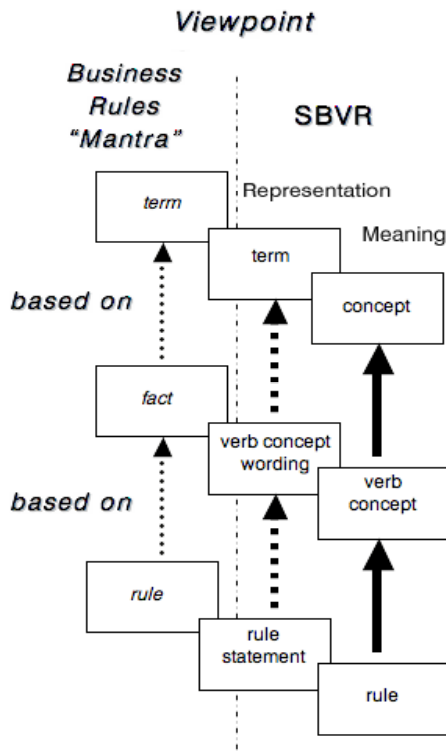 Viewpoint
Business
Rules
“Mantra”
SBVR
term
Representation
term
Meaning
concept
based on
fact
verb concept
wording
verb
concept
based on
rule
rule
statement
rule